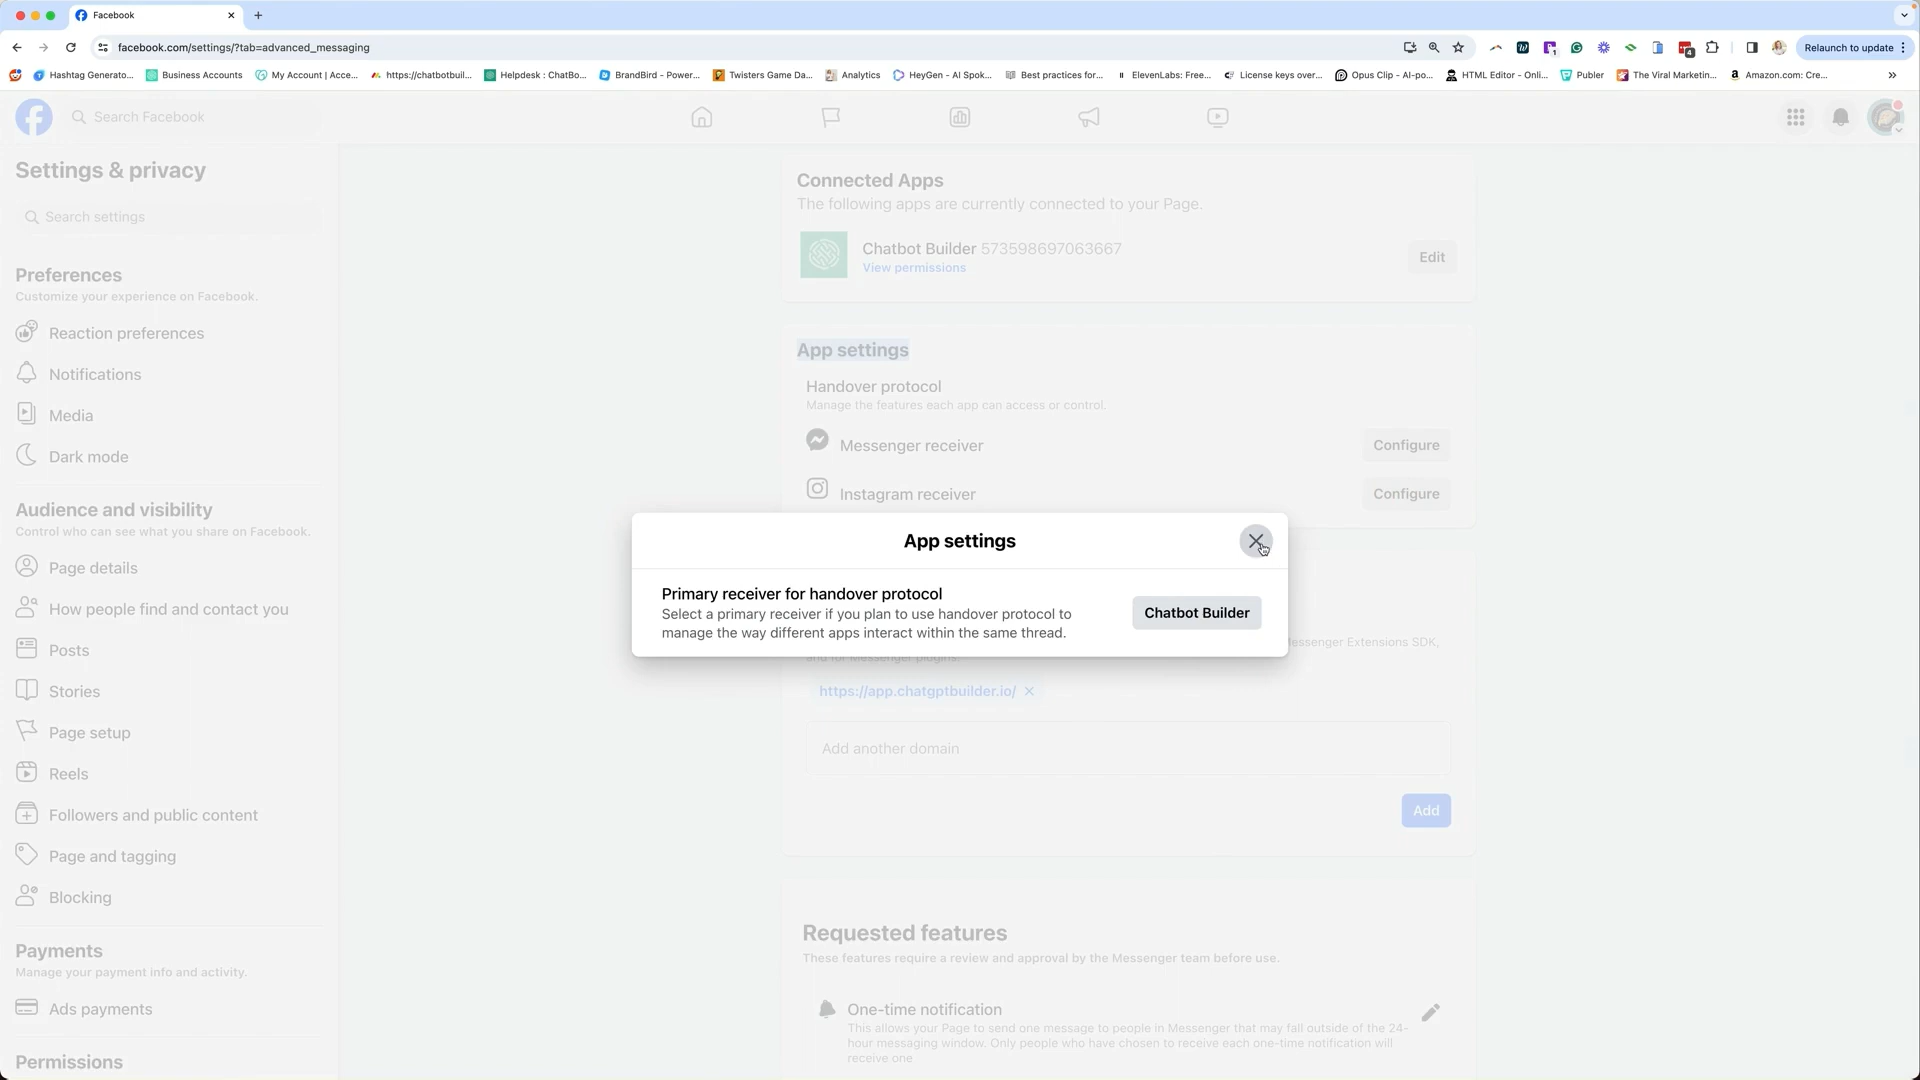 Facebook
facebook.com/settings/?tab=advanced_messaging
Relaunch to update
Hashtag Generato...
Business Accounts
My Account | Acce...
https://chatbotbuil...
Helpdesk : ChatBo...
BrandBird - Power...
Twisters Game Da...
Analytics
HeyGen - AI Spok...
Best practices for...
ElevenLabs: Free...
License keys over...
Opus Clip - AI-po...
HTML Editor - Onli...
Publer
The Viral Marketin...
Amazon.com: Cre...
Search Facebook
Settings & privacy
Search settings
Preferences
Customize your experience on Facebook.
Reaction preferences
Notifications
Media
Dark mode
Audience and visibility
Control who can see what you share on Facebook.
Page details
How people find and contact you
Posts
Stories
Page setup
Reels
Followers and public content
Page and tagging
Blocking
Payments
Manage your payment info and activity.
Ads payments
Permissions
Connected Apps
The following apps are currently connected to your Page.
Chatbot Builder 573598697063667
View permissions
Edit
App settings
Handover protocol
Manage the features each app can access or control.
Messenger receiver
Configure
Instagram receiver
Configure
App settings
Primary receiver for handover protocol
Select a primary receiver if you plan to use handover protocol to
manage the way different apps interact within the same thread.
Chatbot Builder
Messenger Extensions SDK,
and for Messenger plugins.
https://app.chatgptbuilder.io/
Add another domain
Add
Requested features
These features require a review and approval by the Messenger team before use.
One-time notification
This allows your Page to send one message to people in Messenger that may fall outside of the 24-
hour messaging window. Only people who have chosen to receive each one-time notification will
receive one